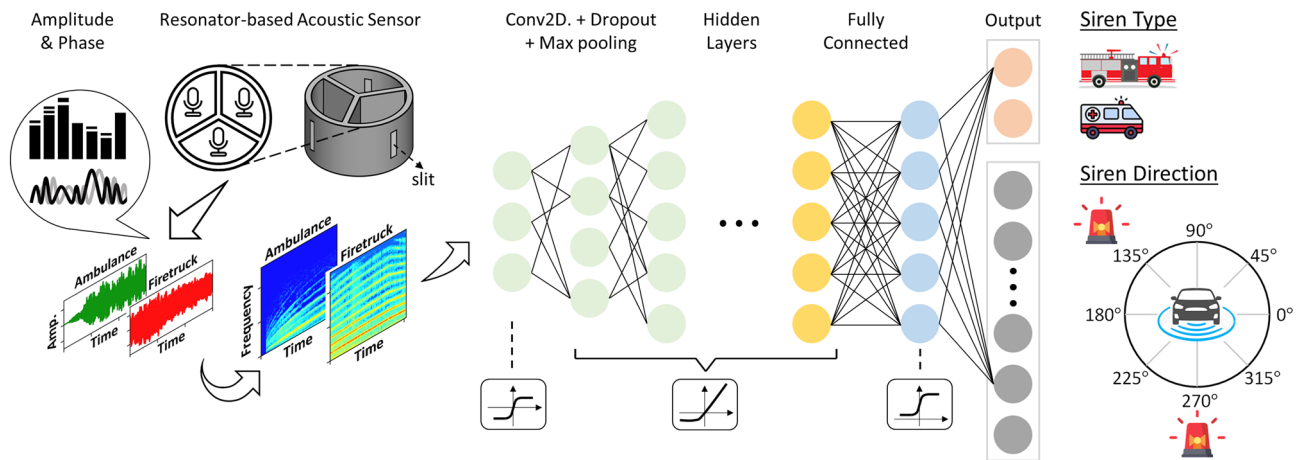 Amplitude
& Phase
Resonator-based Acoustic Sensor
slit
Ambulance
Firetruck
Amp.
Time
Time
Ambulance
Firetruck
Frequency
Time
Time
Conv2D. + Dropout
+ Max pooling
Hidden
Layers
Fully
Connected
Output
Siren Type
Siren Direction
90°
135°
45°
180°
0°
225°
315°
270°